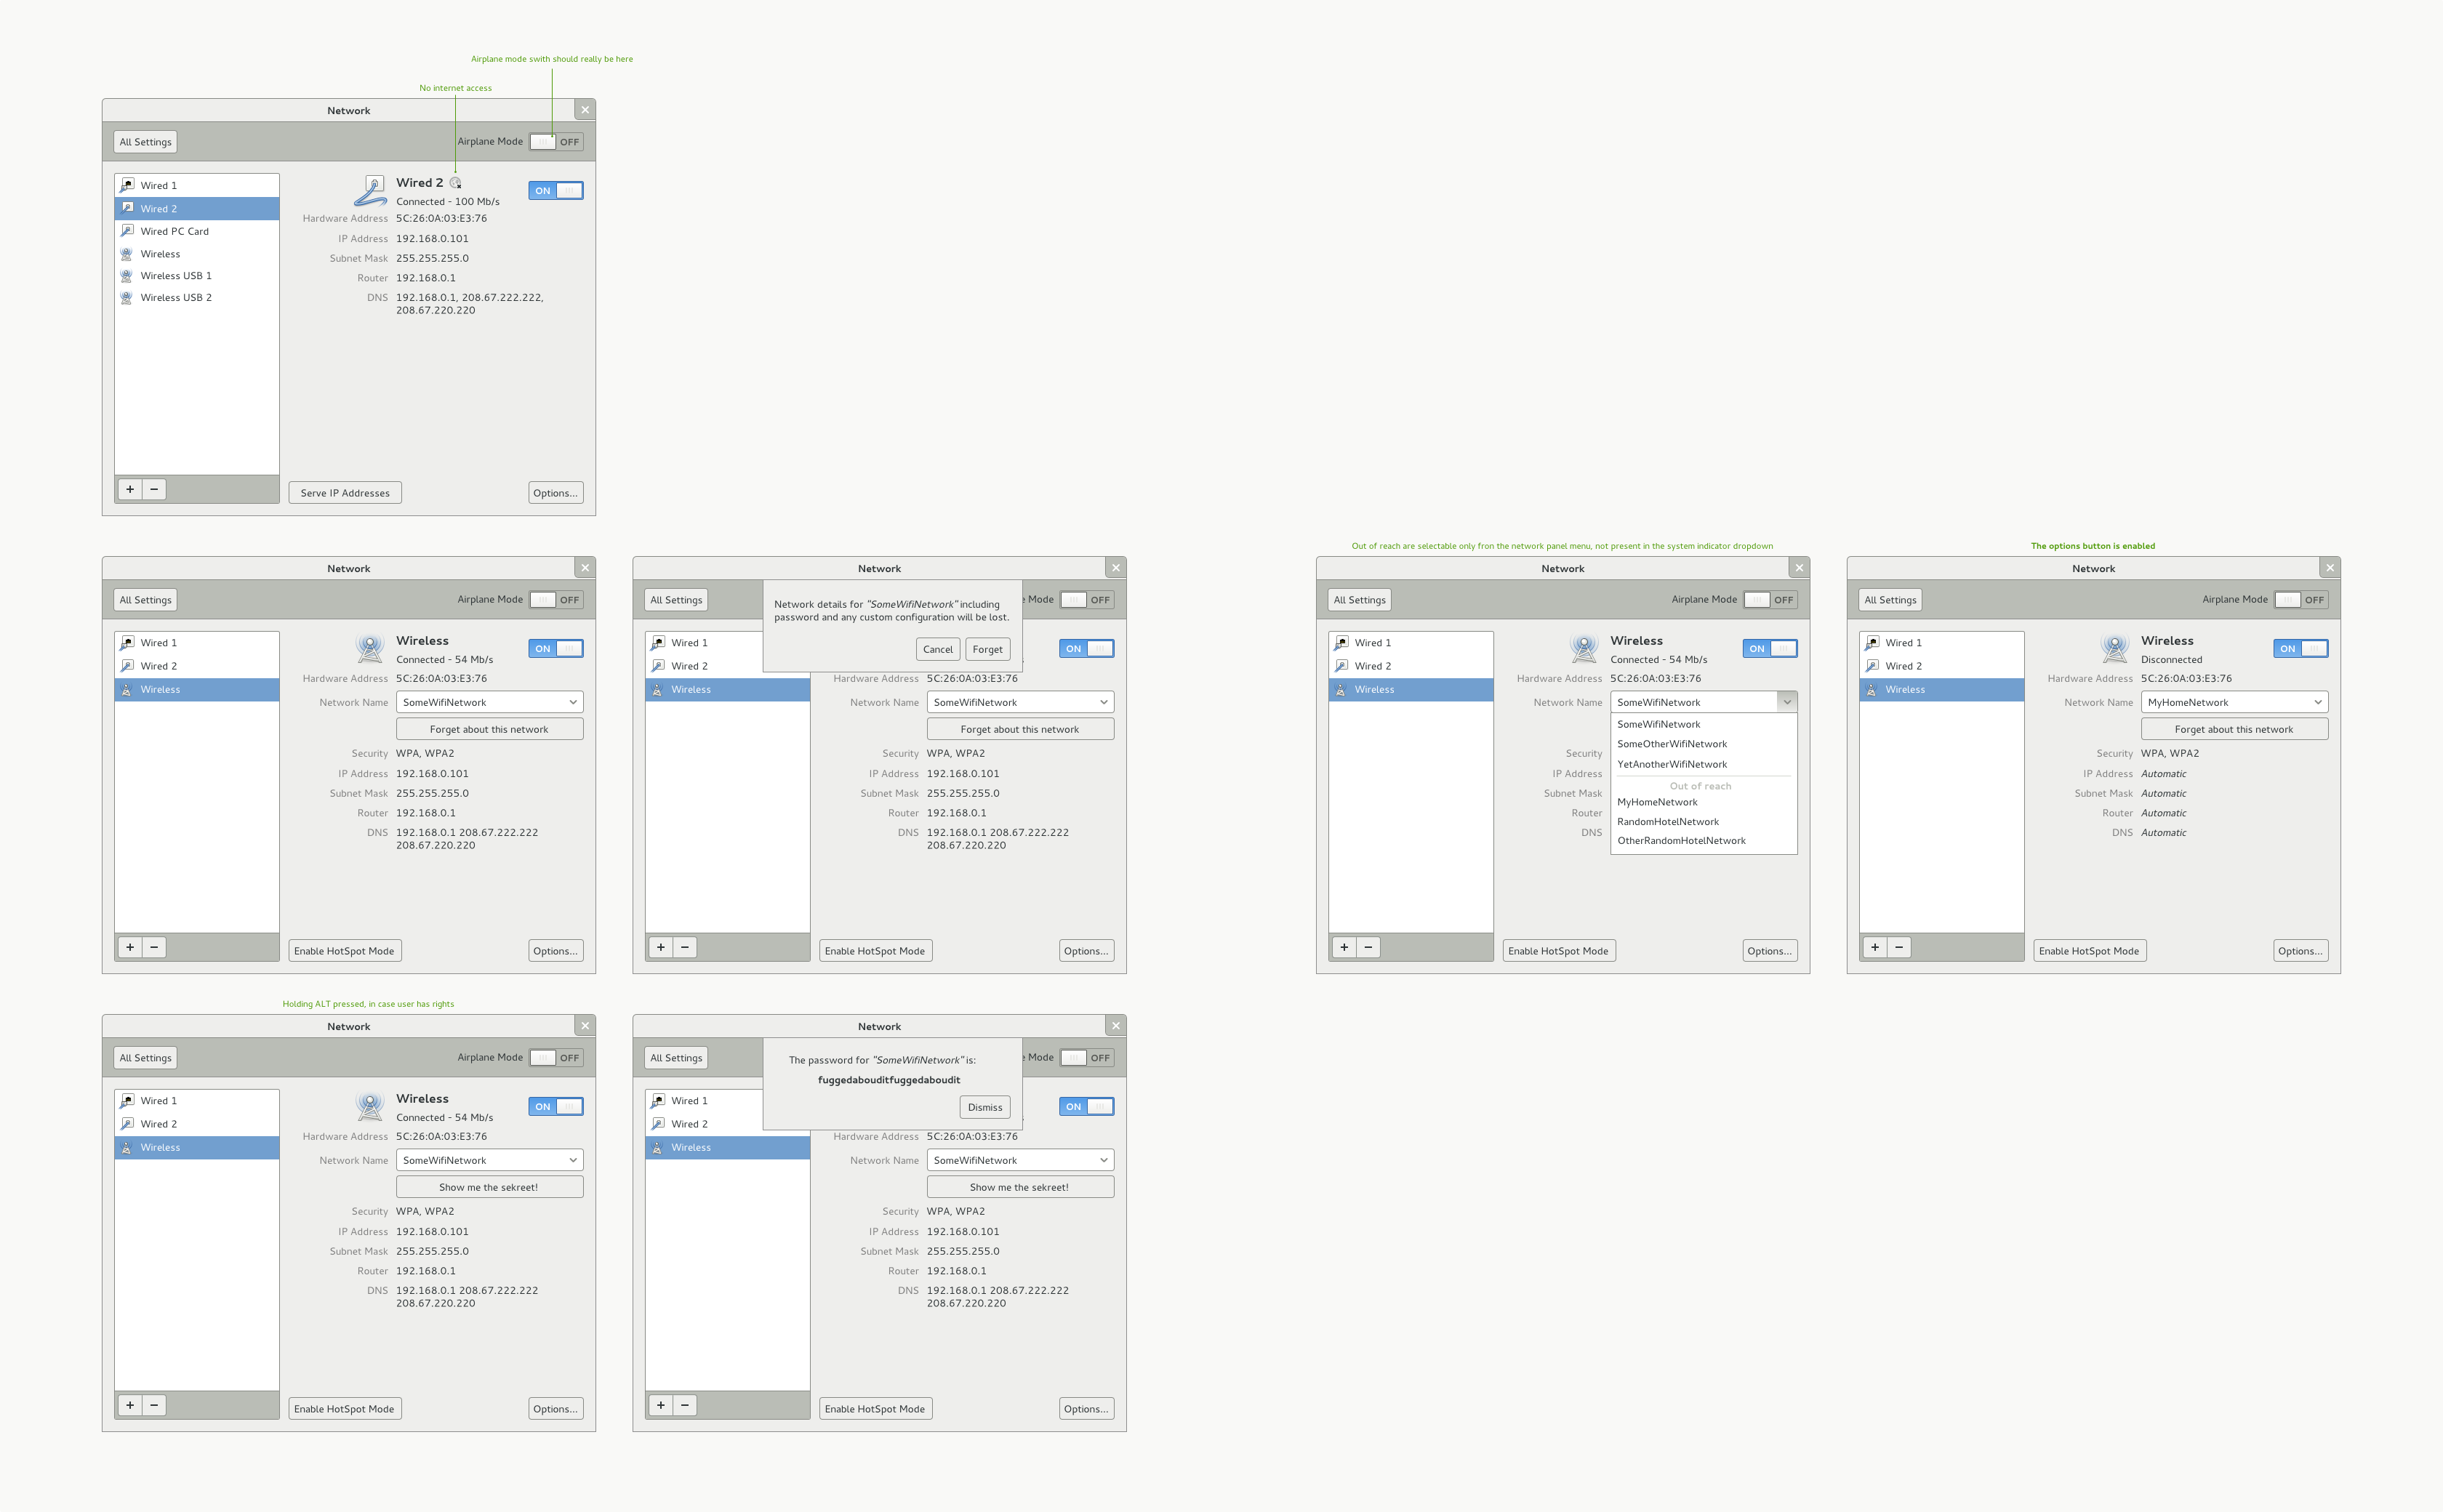 Airplane mode swith should really be here
No internet access
Network
All Settings
Airplane Mode OFF
Wired 1
Wired 2
Wired PC Card
Wireless
Wireless USB 1
Wireless USB 2
Wired 2
ON
Connected - 100 Mb/s
Hardware Address 5C:26:0A:03:E3:76
IP Address 192.168.0.101
Subnet Mask 255.255.255.0
Router 192.168.0.1
DNS 192.168.0.1, 208.67.222.222,
208.67.220.220
+ −
Serve IP Addresses
Options...
Network
All Settings
Airplane Mode OFF
Wired 1
Wired 2
Wireless
Wireless
ON
Connected - 54 Mb/s
Hardware Address 5C:26:0A:03:E3:76
Network Name SomeWifiNetwork
Forget about this network
Security WPA, WPA2
IP Address 192.168.0.101
Subnet Mask 255.255.255.0
Router 192.168.0.1
DNS 192.168.0.1 208.67.222.222
208.67.220.220
+ −
Enable HotSpot Mode
Options...
Network
All Settings
Mode OFF
Network details for "SomeWifiNetwork" including
password and any custom configuration will be lost.
Cancel
Forget
Wired 1
Wired 2
Wireless
ON
Hardware Address 5C:26:0A:03:E3:76
Network Name SomeWifiNetwork
Forget about this network
Security WPA, WPA2
IP Address 192.168.0.101
Subnet Mask 255.255.255.0
Router 192.168.0.1
DNS 192.168.0.1 208.67.222.222
208.67.220.220
+ −
Enable HotSpot Mode
Options...
Out of reach are selectable only fron the network panel menu, not present in the system indicator dropdown
Network
All Settings
Airplane Mode OFF
Wired 1
Wired 2
Wireless
Wireless
ON
Connected - 54 Mb/s
Hardware Address 5C:26:0A:03:E3:76
Network Name SomeWifiNetwork
SomeWifiNetwork
SomeOtherWifiNetwork
YetAnotherWifiNetwork
Out of reach
MyHomeNetwork
RandomHotelNetwork
OtherRandomHotelNetwork
Security
IP Address
Subnet Mask
Router
DNS
+ −
Enable HotSpot Mode
Options...
The options button is enabled
Network
All Settings
Airplane Mode OFF
Wired 1
Wired 2
Wireless
Wireless
ON
Disconnected
Hardware Address 5C:26:0A:03:E3:76
Network Name MyHomeNetwork
Forget about this network
Security WPA, WPA2
IP Address Automatic
Subnet Mask Automatic
Router Automatic
DNS Automatic
+ −
Enable HotSpot Mode
Options...
Holding ALT pressed, in case user has rights
Network
All Settings
Airplane Mode OFF
Wired 1
Wired 2
Wireless
Wireless
ON
Connected - 54 Mb/s
Hardware Address 5C:26:0A:03:E3:76
Network Name SomeWifiNetwork
Show me the sekreet!
Security WPA, WPA2
IP Address 192.168.0.101
Subnet Mask 255.255.255.0
Router 192.168.0.1
DNS 192.168.0.1 208.67.222.222
208.67.220.220
+ −
Enable HotSpot Mode
Options...
Network
All Settings
Mode OFF
The password for "SomeWifiNetwork" is:
fuggedabouditfuggedaboudit
Dismiss
Wired 1
Wired 2
Wireless
ON
Hardware Address 5C:26:0A:03:E3:76
Network Name SomeWifiNetwork
Show me the sekreet!
Security WPA, WPA2
IP Address 192.168.0.101
Subnet Mask 255.255.255.0
Router 192.168.0.1
DNS 192.168.0.1 208.67.222.222
208.67.220.220
+ −
Enable HotSpot Mode
Options...